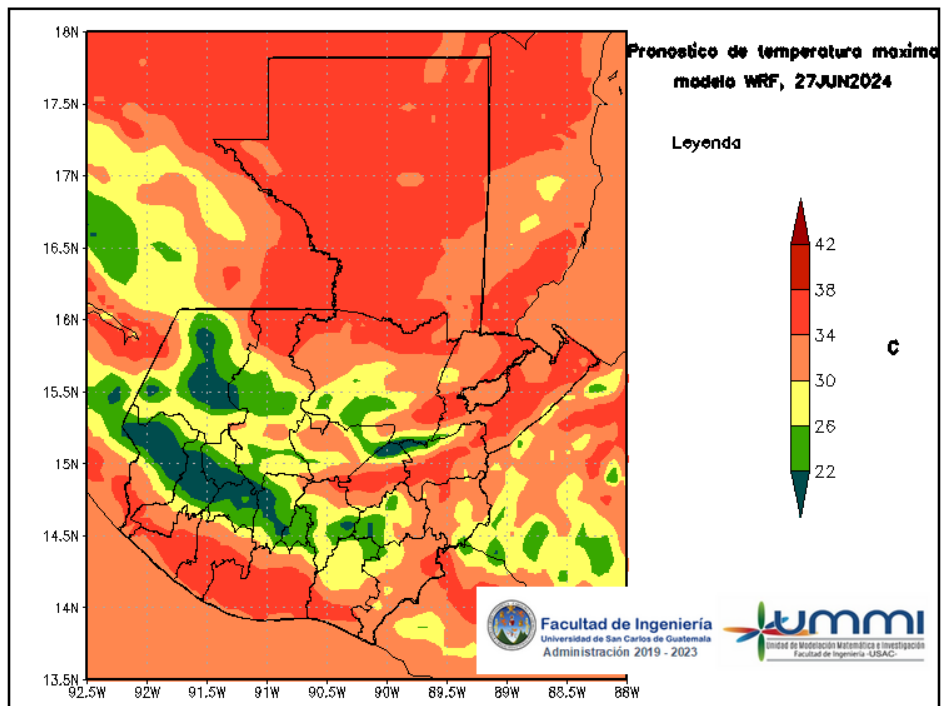 Pronostico de temperatura maxima
modelo WRF, 27JUN2024
Leyenda
18N
17.5N
17N
16.5N
16N
15.5N
15N
14.5N
14N
13.5N
92.5W
92W
91.5W
91W
90.5W
90W
89.5W
89W
88.5W
88W
42
38
34
30
26
22
C
Facultad de Ingeniería
Universidad de San Carlos de Guatemala
Administración 2019 - 2023
ummi
Unidad de Modelación Matemática e Investigación
Facultad de Ingeniería -USAC-